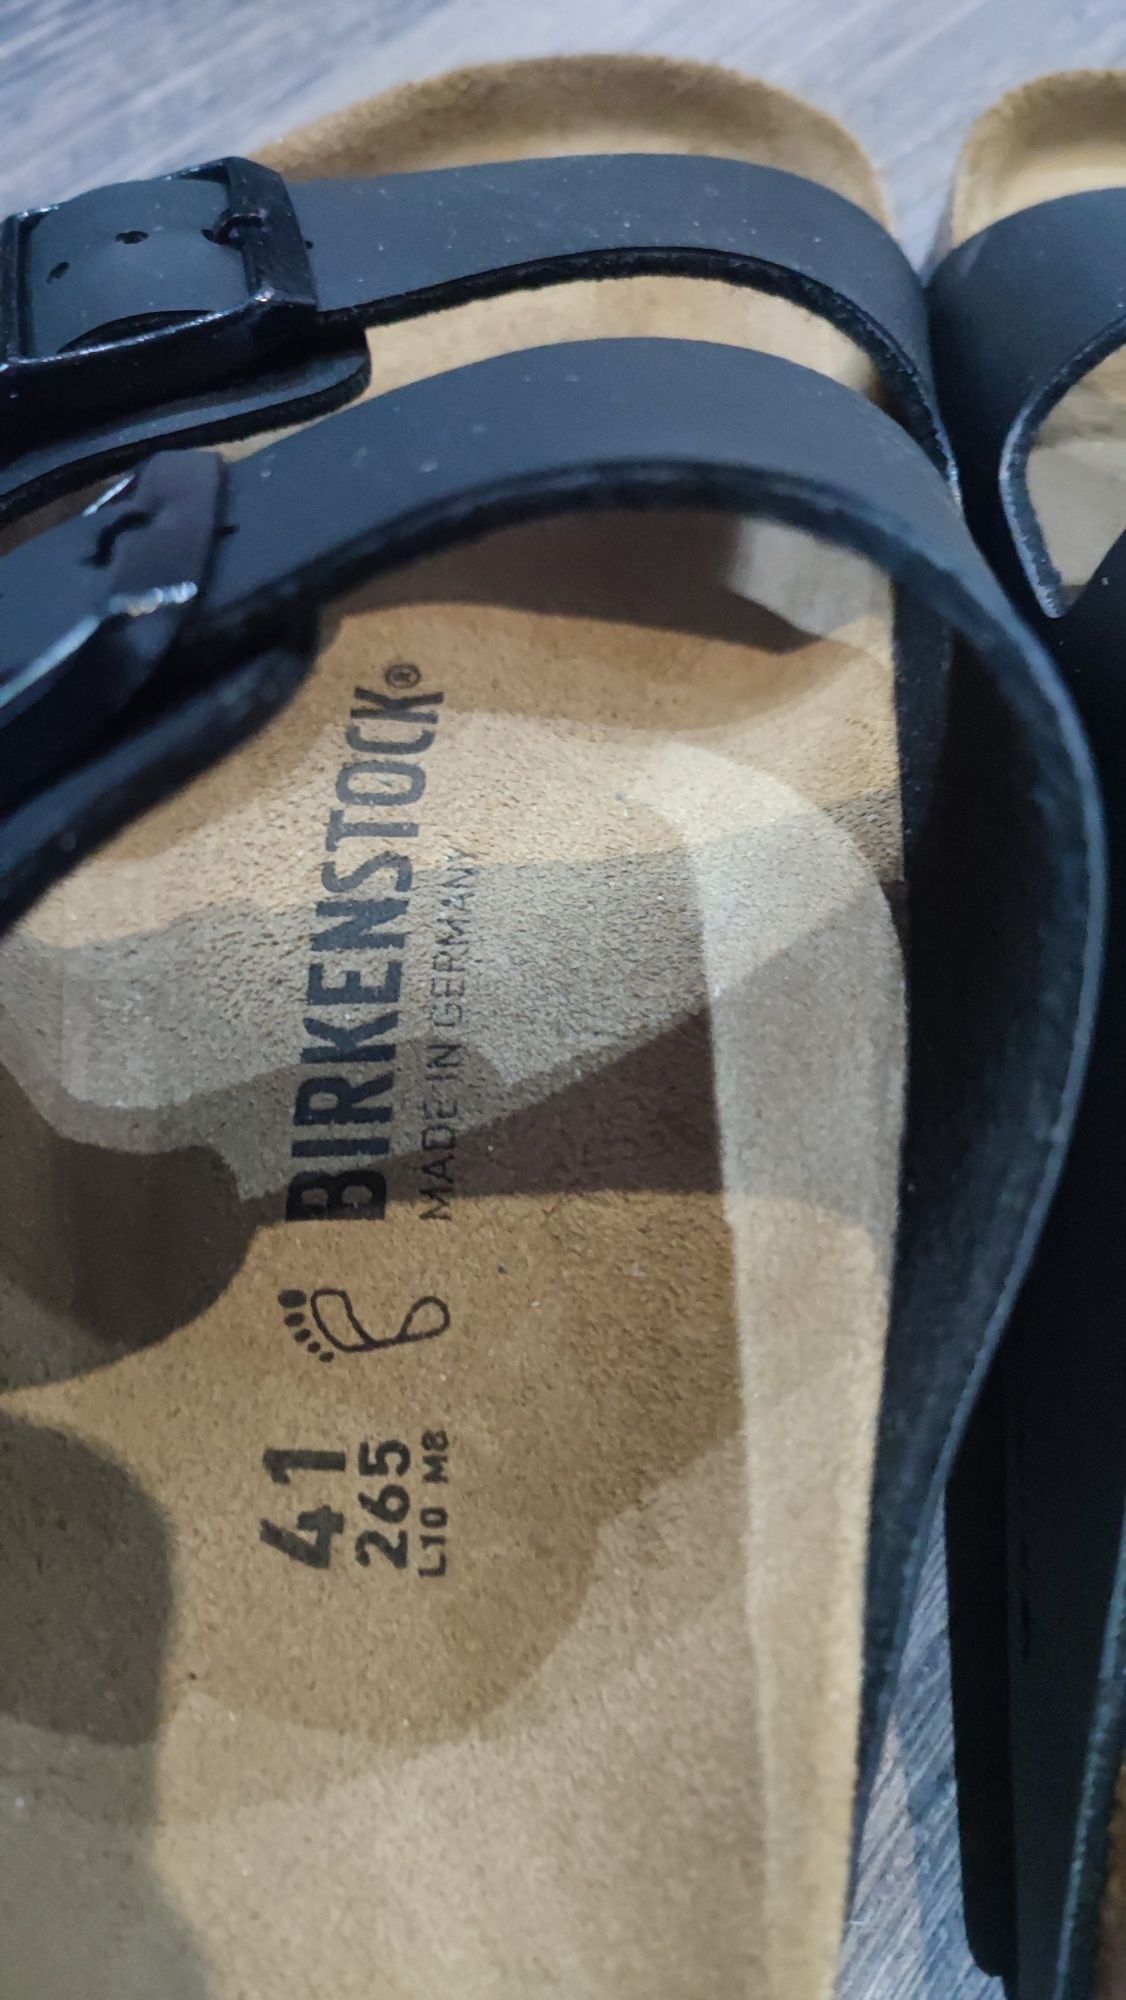 BIRKENSTOCK®
MADE IN GERMANY
41
265
L10 M8